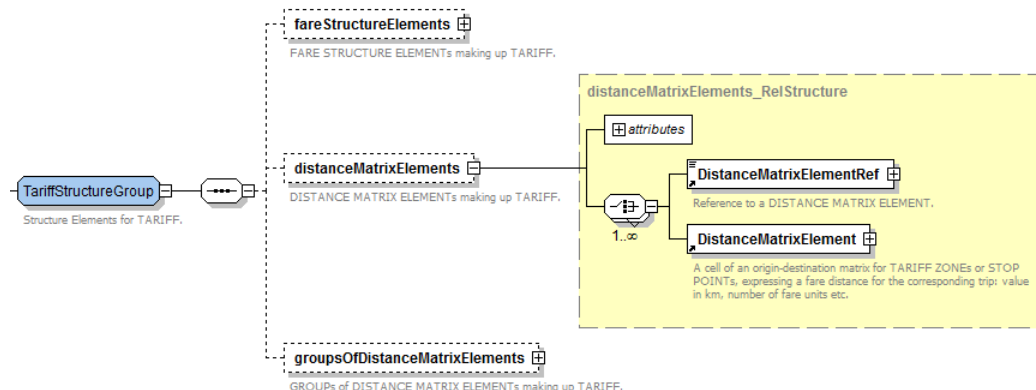 fareStructureElements
FARE STRUCTURE ELEMENTs making up TARIFF.
distanceMatrixElements_RelStructure
attributes
TariffStructureGroup
Structure Elements for TARIFF.
distanceMatrixElements
DISTANCE MATRIX ELEMENTs making up TARIFF.
DistanceMatrixElementRef
Reference to a DISTANCE MATRIX ELEMENT.
1..∞
DistanceMatrixElement
A cell of an origin-destination matrix for TARIFF ZONEs or STOP
POINTs, expressing a fare distance for the corresponding trip: value
in km, number of fare units etc.
groupsOfDistanceMatrixElements
GROUPs of DISTANCE MATRIX ELEMENTs making up TARIFF.